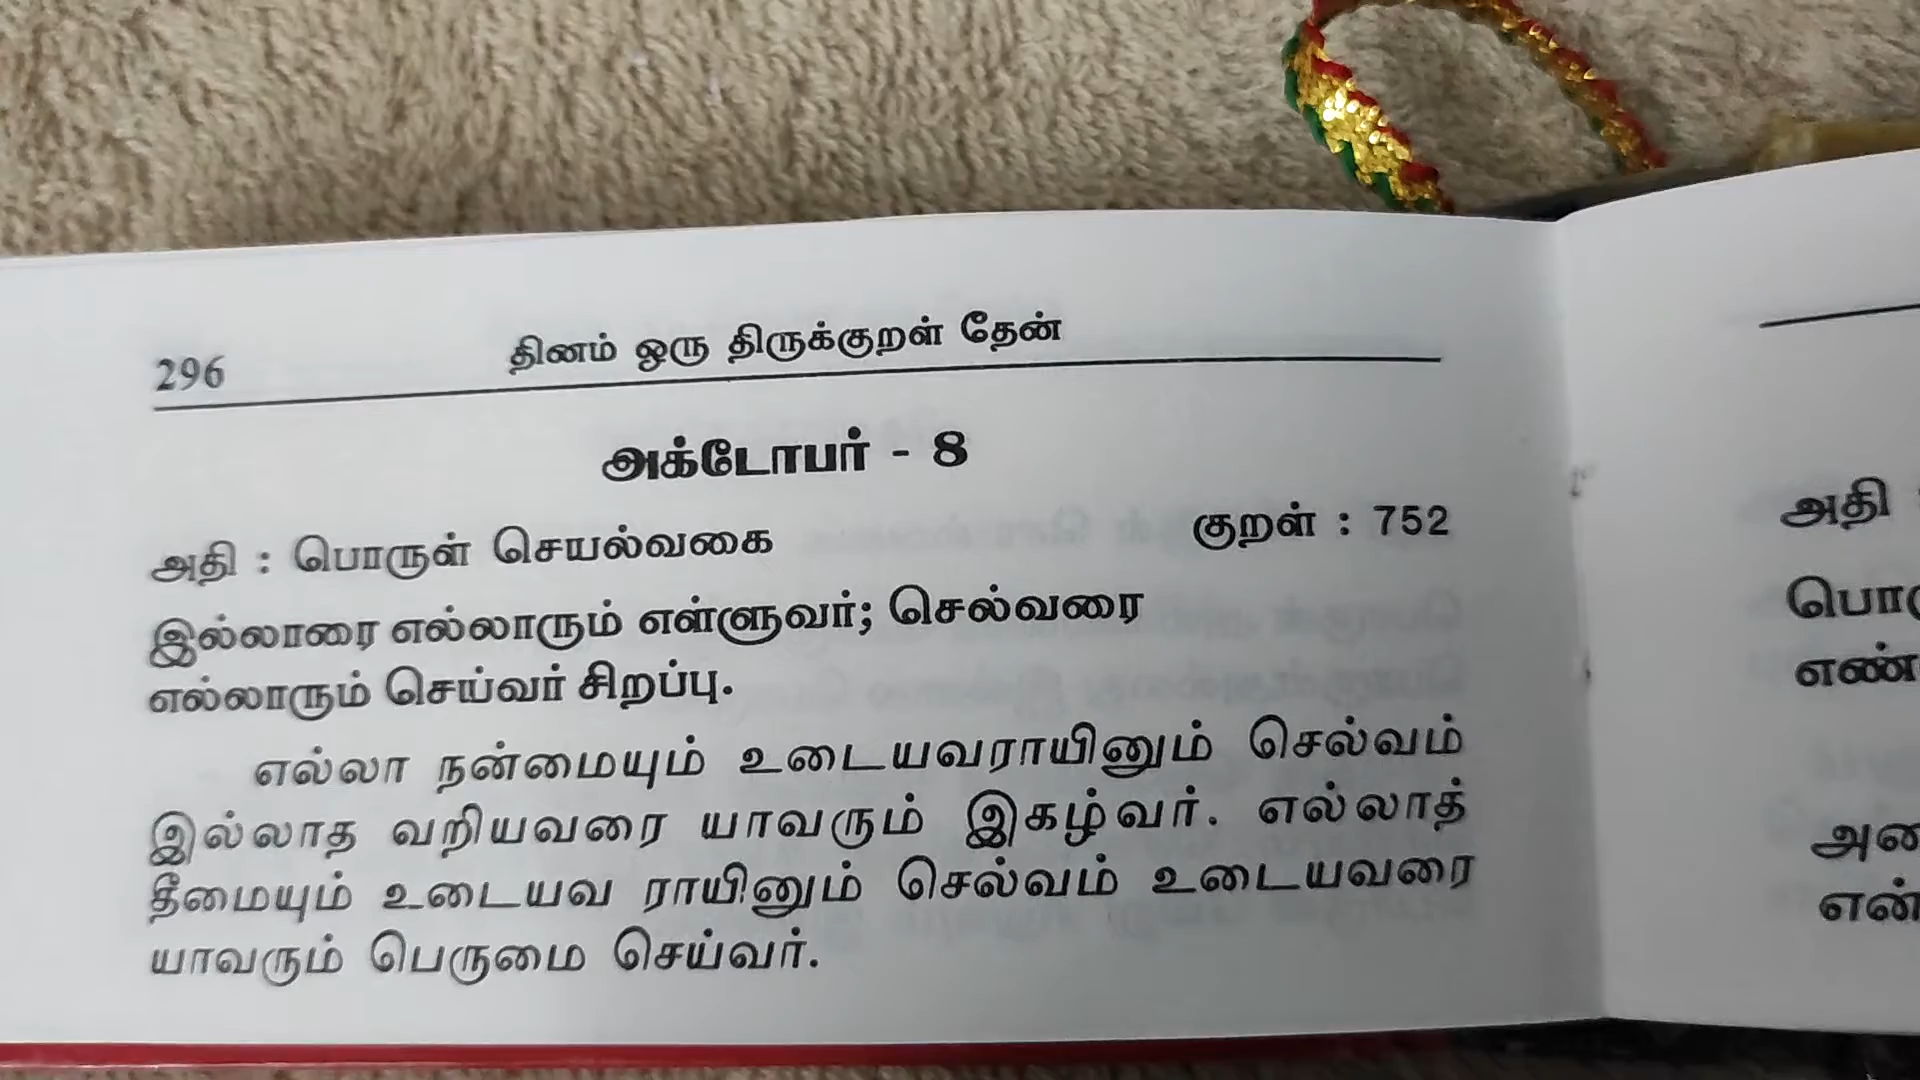 296
தினம் ஒரு திருக்குறள் தேன்
அக்டோபர் - 8
அதி : பொருள் செயல்வகை
குறள் : 752
இல்லாரை எல்லாரும் எள்ளுவர்; செல்வரை
எல்லாரும் செய்வர் சிறப்பு.
எல்லா நன்மையும் உடையவராயினும் செல்வம்
இல்லாத வறியவரை யாவரும் இகழ்வர். எல்லாத்
தீமையும் உடையவ ராயினும் செல்வம் உடையவரை
யாவரும் பெருமை செய்வர்.
அதி